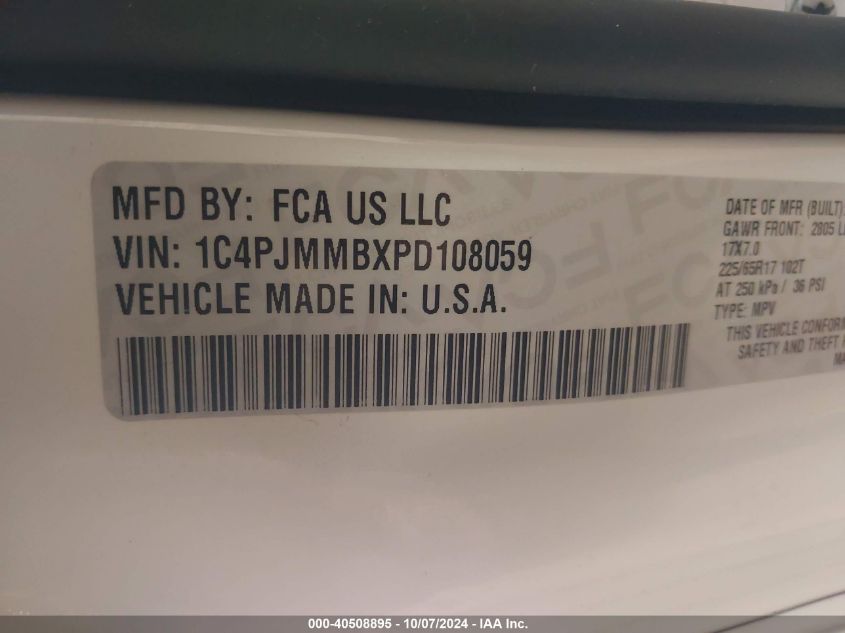 MFD BY: FCA US LLC
VIN: 1C4PJMMBXPD108059
VEHICLE MADE IN: U.S.A.
DATE OF MFR (BUILT)
GAWR FRONT: 2805
17X7.0
225/65R17 102T
AT 250 kPa / 36 PSI
TYPE: MPV
THIS VEHICLE
SAFETY AND THEFT
000-40508895 - 10/07/2024 - IAA Inc.